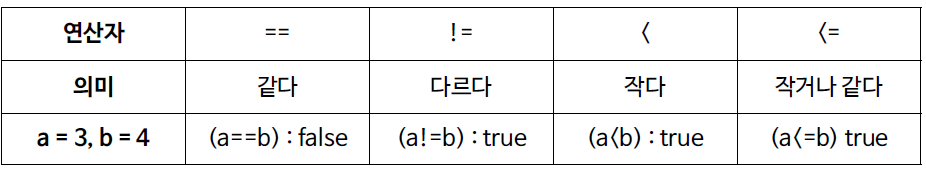 연산자 == != < <=
의미 같다 다르다 작다 작거나 같다
a = 3, b = 4 (a==b) : false (a!=b) : true (a<b) : true (a<=b) true